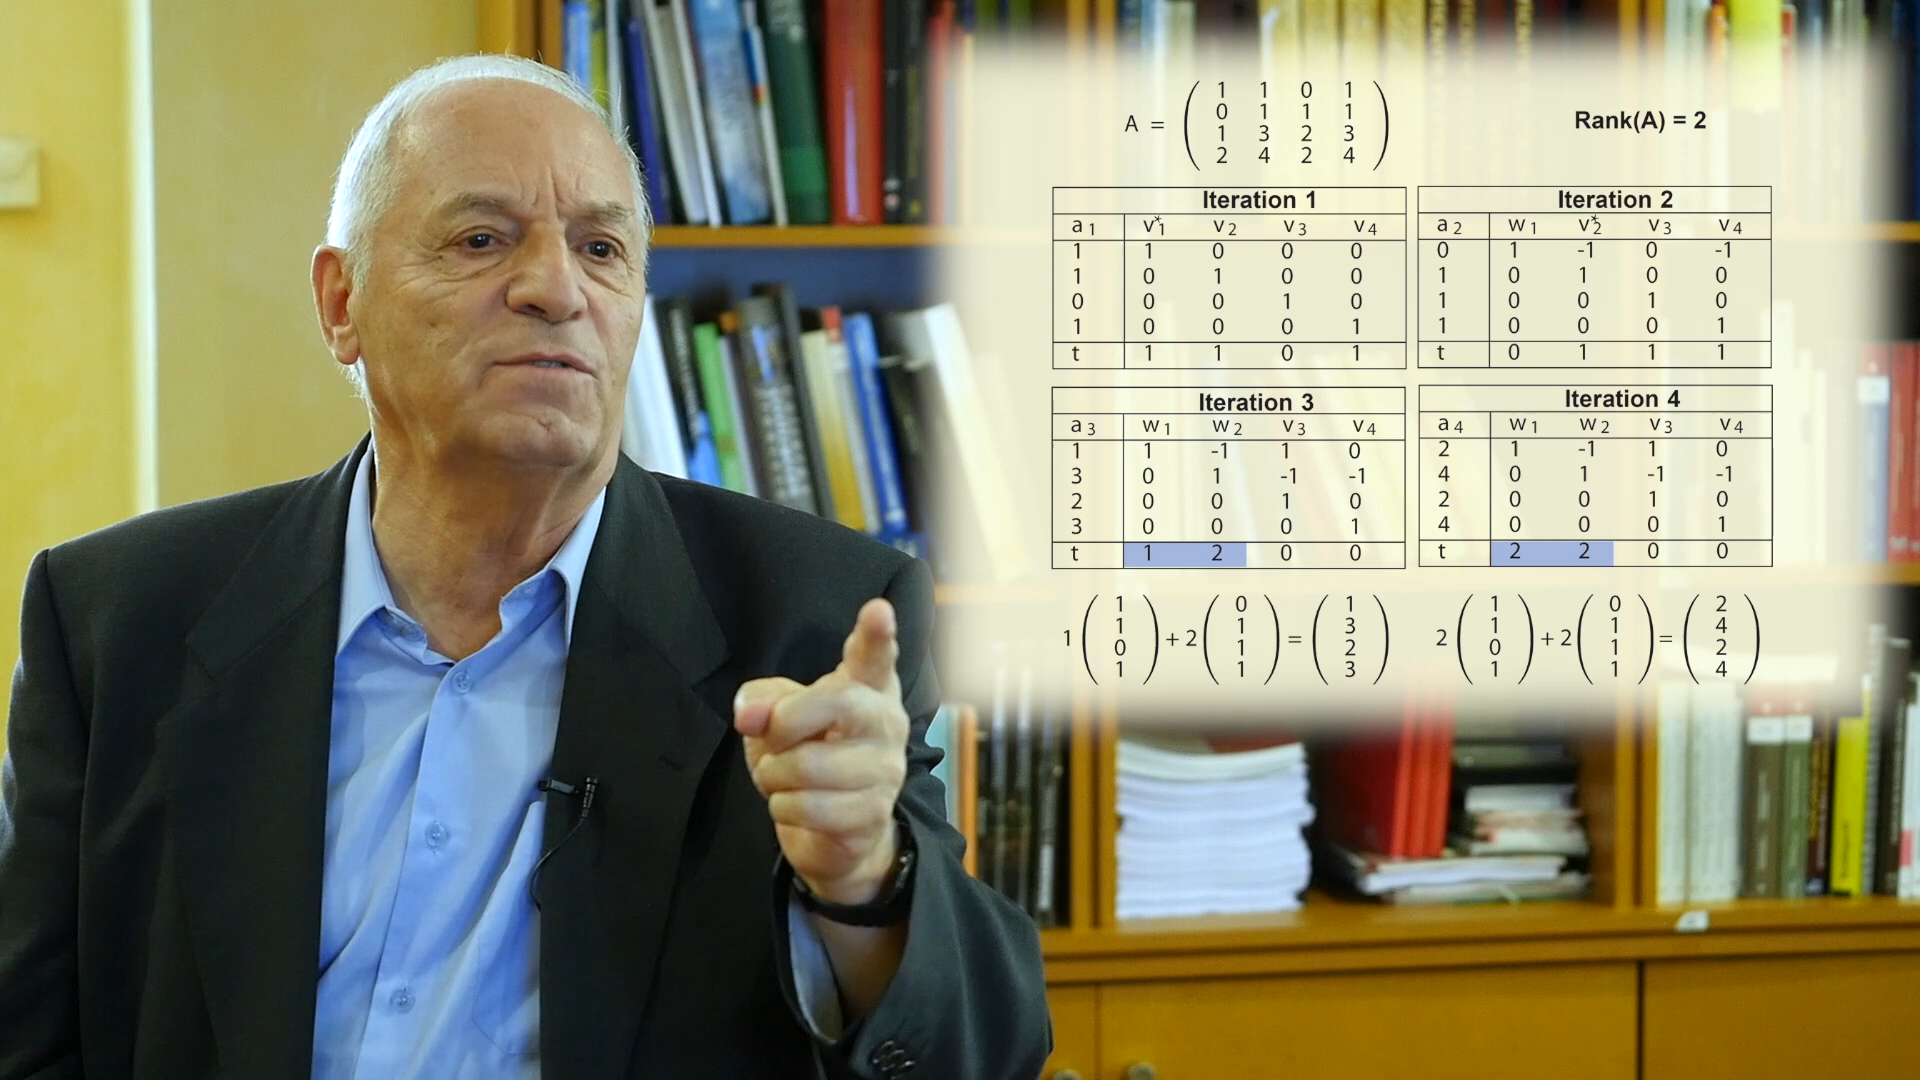 A = ( 1 1 0 1
0 1 1 1
1 3 2 3
2 4 2 4 )
Rank(A) = 2
Iteration 1
a1 v*1 v2 v3 v4
1 1 0 0 0
1 0 1 0 0
0 0 0 1 0
1 0 0 0 1
t 1 1 0 1
Iteration 2
a2 w1 v*2 v3 v4
0 1 -1 0 -1
1 0 1 0 0
1 0 0 1 0
1 0 0 0 1
t 0 1 1 1
Iteration 3
a3 w1 w2 v3 v4
1 1 -1 1 0
3 0 1 -1 -1
2 0 0 1 0
3 0 0 0 1
t 1 2 0 0
Iteration 4
a4 w1 w2 v3 v4
2 1 -1 1 0
4 0 1 -1 -1
2 0 0 1 0
4 0 0 0 1
t 2 2 0 0
1 ( 1 1 0 1 ) + 2 ( 0 1 1 1 ) = ( 1 3 2 3 )
2 ( 1 1 0 1 ) + 2 ( 0 1 1 1 ) = ( 2 4 2 4 )